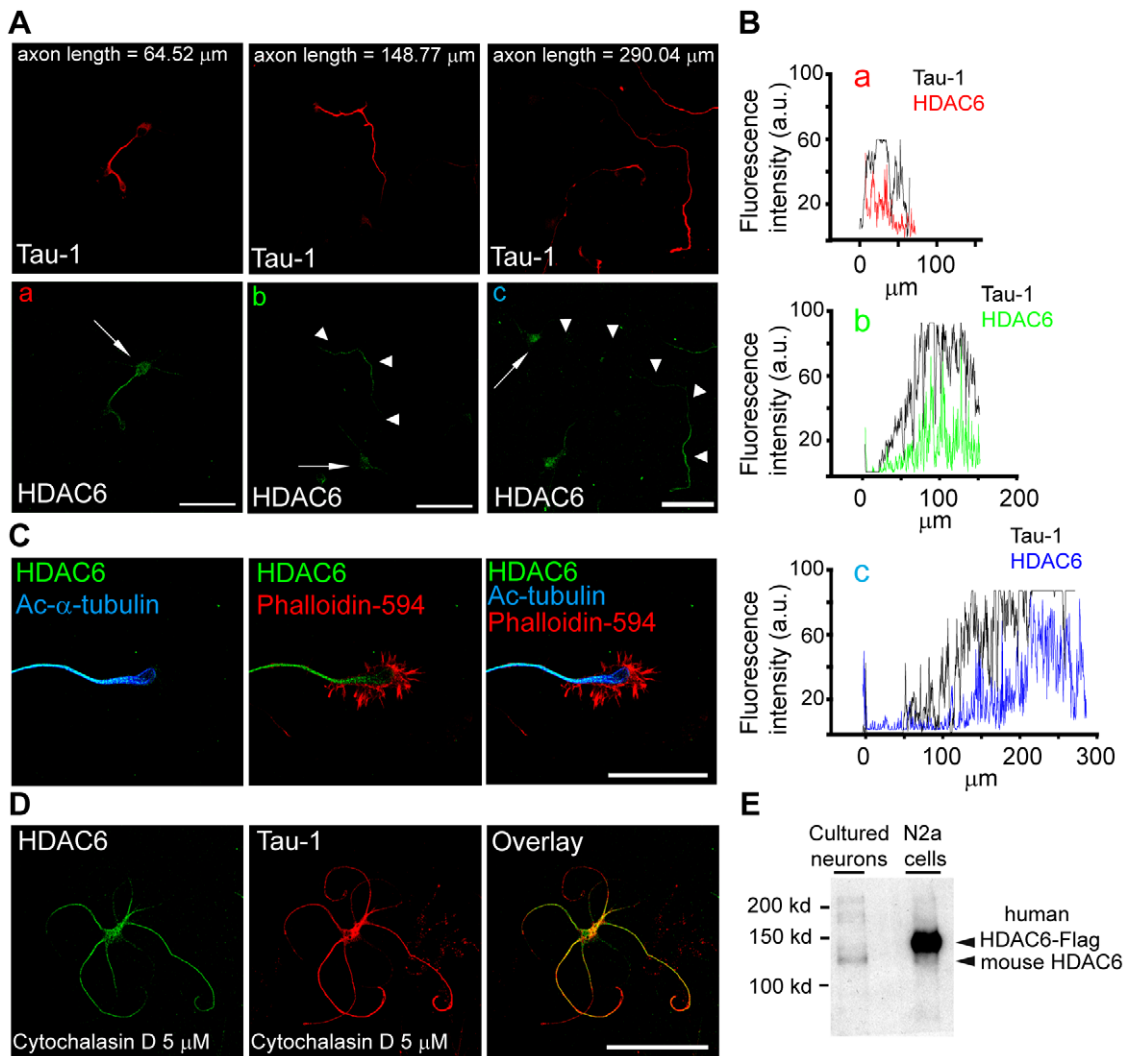 A
axon length = 64.52 μm
axon length = 148.77 μm
axon length = 290.04 μm
Tau-1
Tau-1
Tau-1
a
b
c
HDAC6
HDAC6
HDAC6
B
a
Tau-1
HDAC6
Fluorescence
intensity (a.u.)
100
60
20
0
100
μm
b
Tau-1
HDAC6
Fluorescence
intensity (a.u.)
100
60
20
0
100
200
μm
c
Tau-1
HDAC6
Fluorescence
intensity (a.u.)
100
60
20
0
100
200
300
μm
C
HDAC6
Ac-α-tubulin
HDAC6
Phalloidin-594
HDAC6
Ac-tubulin
Phalloidin-594
D
HDAC6
Cytochalasin D 5 μM
Tau-1
Cytochalasin D 5 μM
Overlay
E
Cultured
neurons
N2a
cells
200 kd
150 kd
100 kd
human
HDAC6-Flag
mouse HDAC6